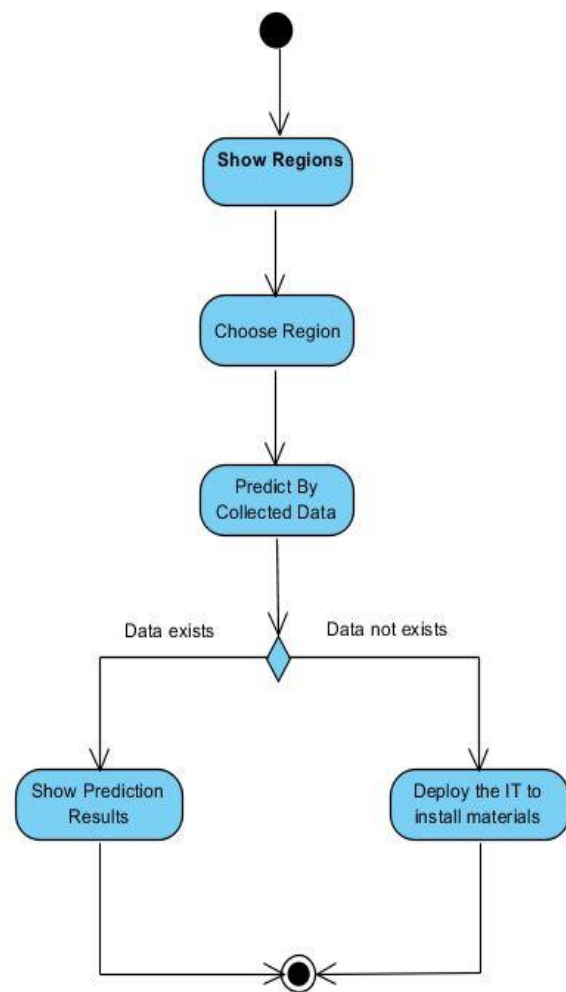 Show Regions
Choose Region
Predict By
Collected Data
Data exists
Data not exists
Show Prediction
Results
Deploy the IT to
install materials